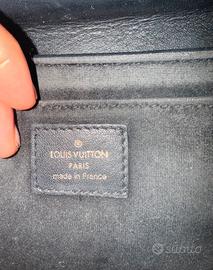 LOUIS VUITTON
PARIS
made in France
subito